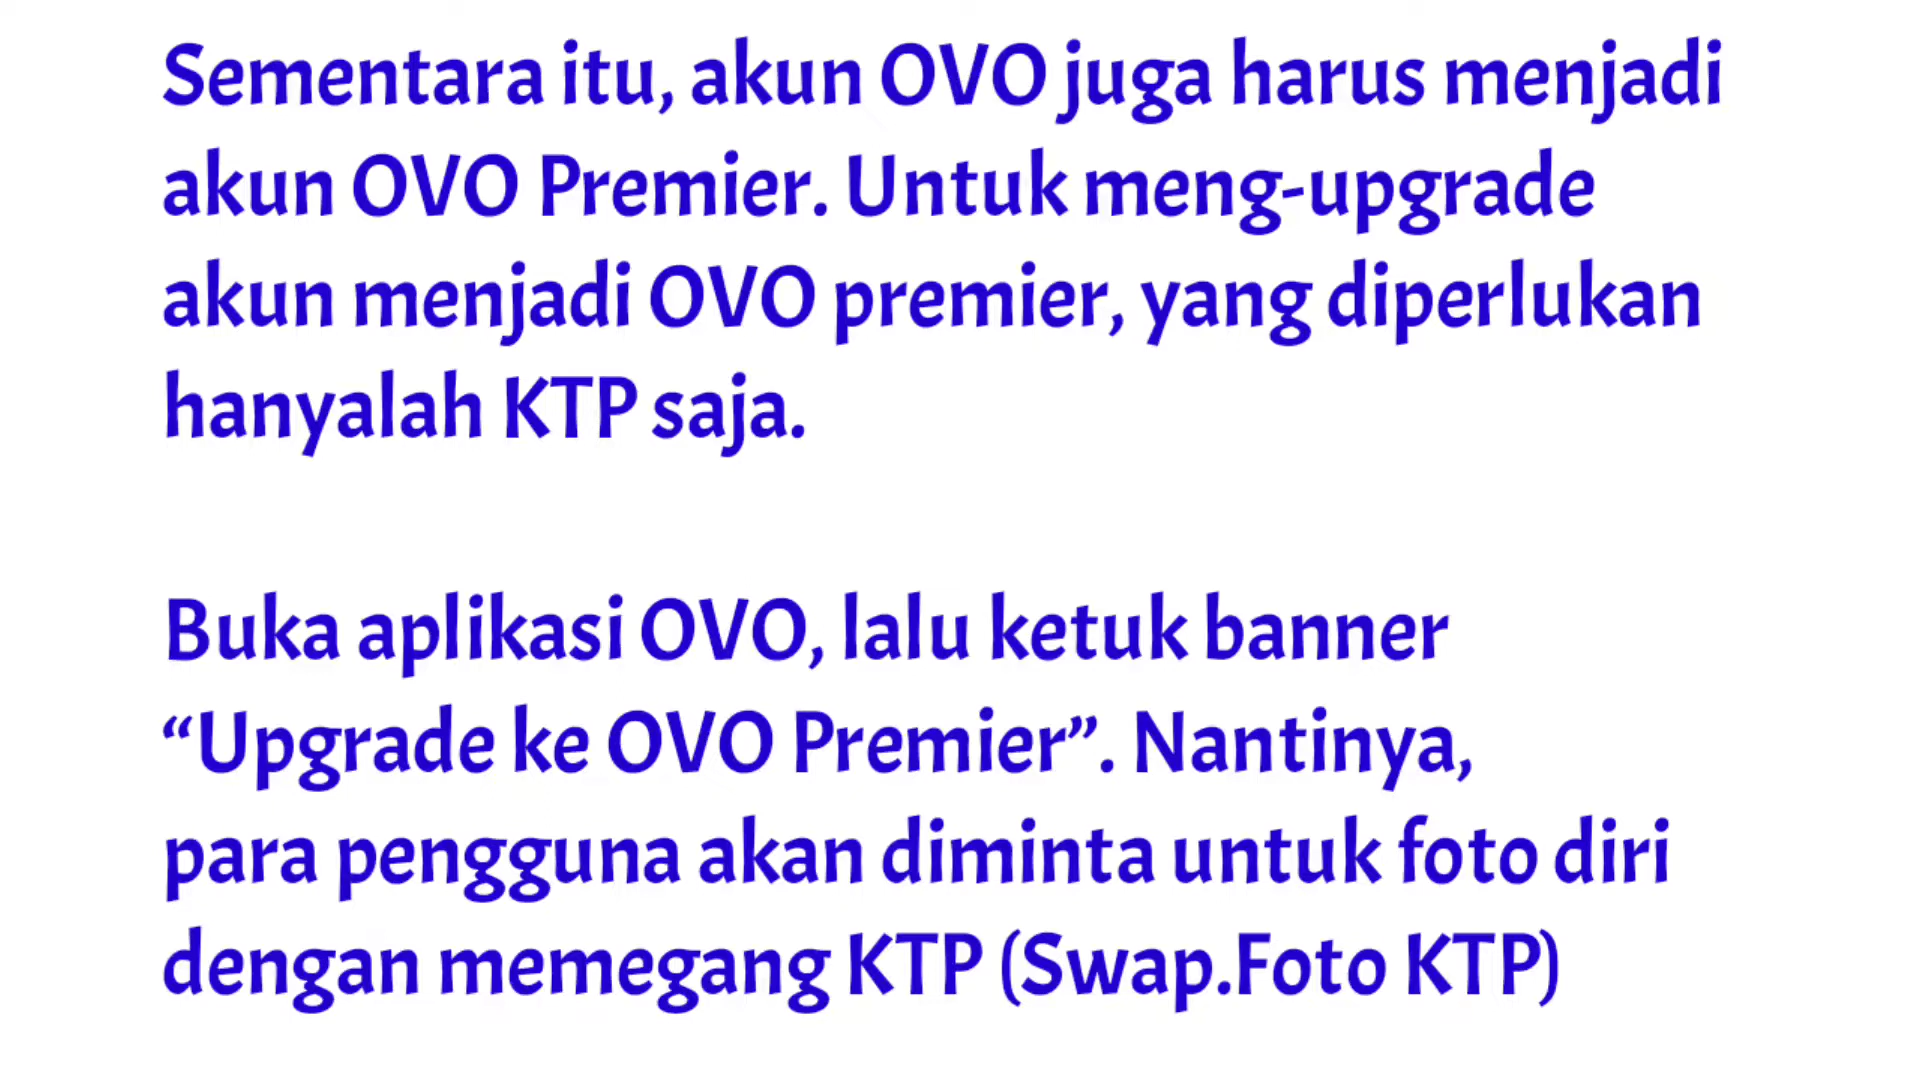 Sementara itu, akun OVO juga harus menjadi
akun OVO Premier. Untuk meng-upgrade
akun menjadi OVO premier, yang diperlukan
hanyalah KTP saja.
Buka aplikasi OVO, lalu ketuk banner
“Upgrade ke OVO Premier”. Nantinya,
para pengguna akan diminta untuk foto diri
dengan memegang KTP (Swap.Foto KTP)